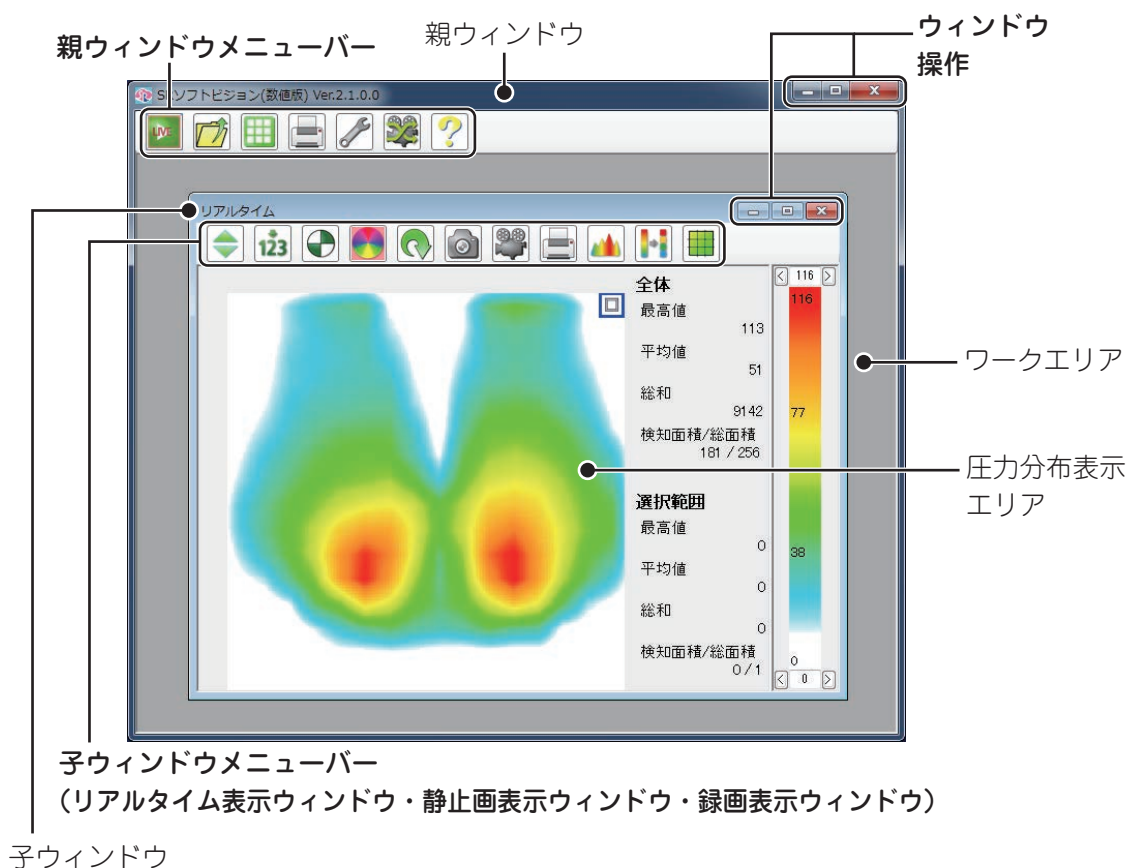 親ウィンドウメニューバー
親ウィンドウ
ウィンドウ
操作
SRソフトビジョン(数値版) Ver.2.1.0.0
LIVE
リアルタイム
123
全体
最高値
113
平均値
51
総和
9142
検知面積/総面積
181 / 256
選択範囲
最高値
0
平均値
0
総和
0
検知面積/総面積
0 / 1
116
116
77
38
0
0
ワークエリア
圧力分布表示
エリア
子ウィンドウメニューバー
(リアルタイム表示ウィンドウ・静止画表示ウィンドウ・録画表示ウィンドウ)
子ウィンドウ